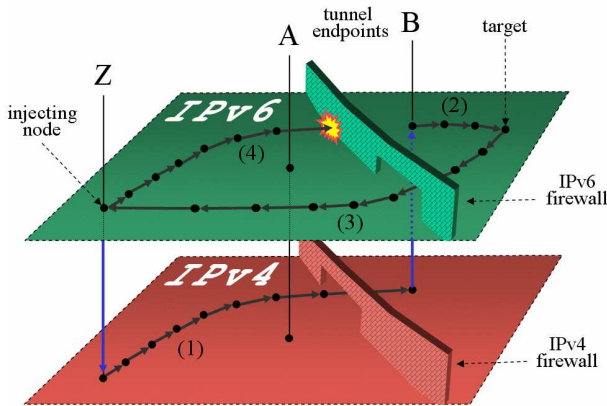 tunnel
endpoints
A
B
target
Z
IPv6
injecting
node
(2)
(4)
(3)
IPv6
firewall
IPv4
(1)
IPv4
firewall